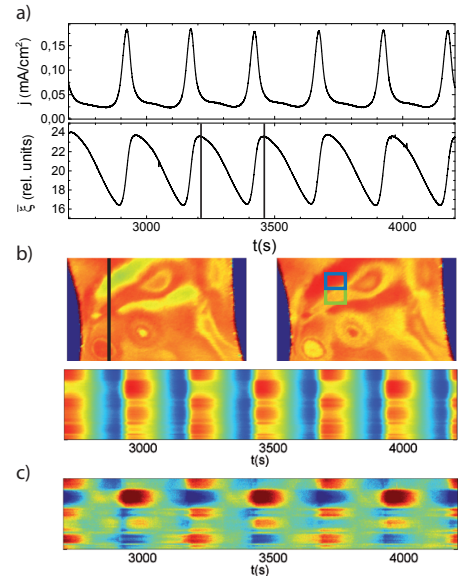 a)
j (mA/cm²)
0,15
0,10
0,05
0,00
ξ̄ (rel. units)
24
22
20
18
16
3000
3500
4000
t(s)
b)
3000
3500
4000
t(s)
c)
3000
3500
4000
t(s)